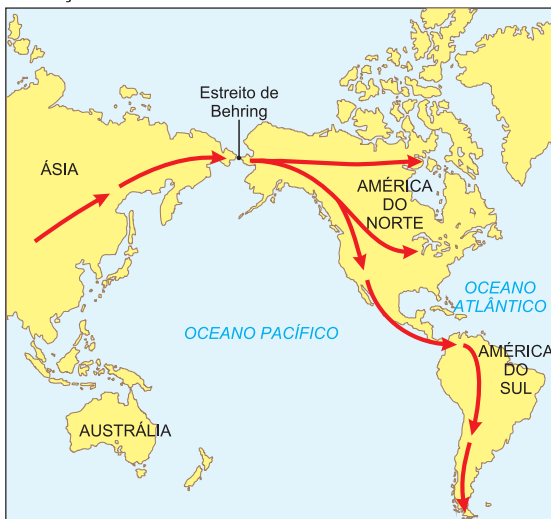 Estreito de
Behring
ÁSIA
AMÉRICA
DO
NORTE
OCEANO
ATLÂNTICO
OCEANO PACÍFICO
AMÉRICA
DO
SUL
AUSTRÁLIA